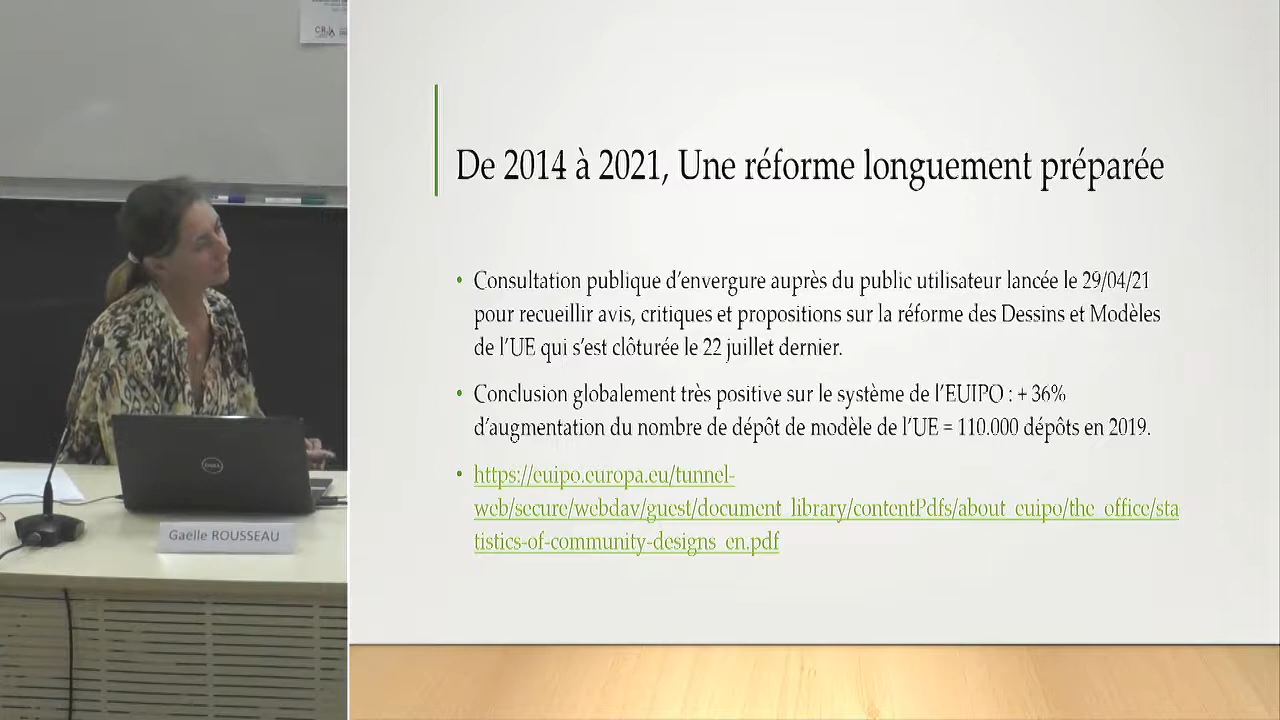 De 2014 à 2021, Une réforme longuement préparée
• Consultation publique d'envergure auprès du public utilisateur lancée le 29/04/21
pour recueillir avis, critiques et propositions sur la réforme des Dessins et Modèles
de l'UE qui s'est clôturée le 22 juillet dernier.
• Conclusion globalement très positive sur le système de l'EUIPO : + 36%
d'augmentation du nombre de dépôt de modèle de l'UE = 110.000 dépôts en 2019.
• https://euipo.europa.eu/tunnel-
web/secure/webdav/guest/document_library/contentPdfs/about_euipo/the_office/sta
tistics-of-community-designs_en.pdf
DELL
Gaëlle ROUSSEAU